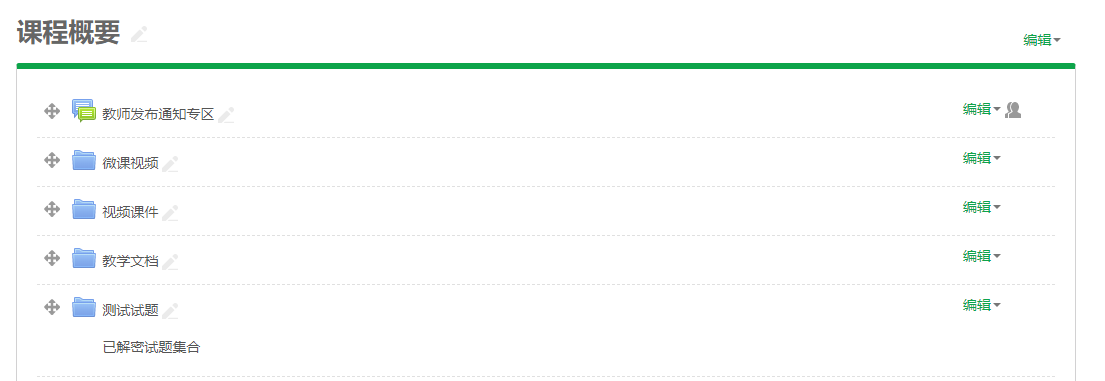 课程概要
编辑
教师发布通知专区 编辑
微课视频 编辑
视频课件 编辑
教学文档 编辑
测试试题 编辑
已解密试题集合